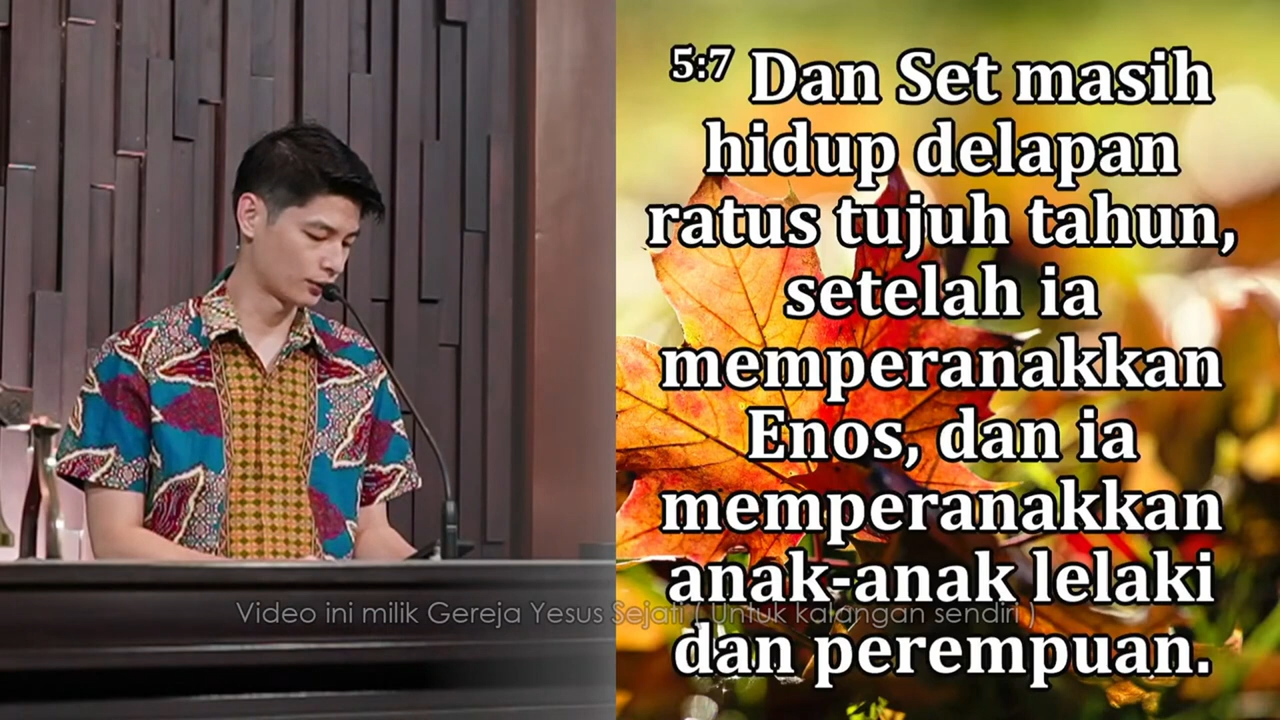 5:7 Dan Set masih
hidup delapan
ratus tujuh tahun,
setelah ia
memperanakkan
Enos, dan ia
memperanakkan
anak-anak lelaki
dan perempuan.
Video ini milik Gereja Yesus Sejati ( Untuk kalangan sendiri )